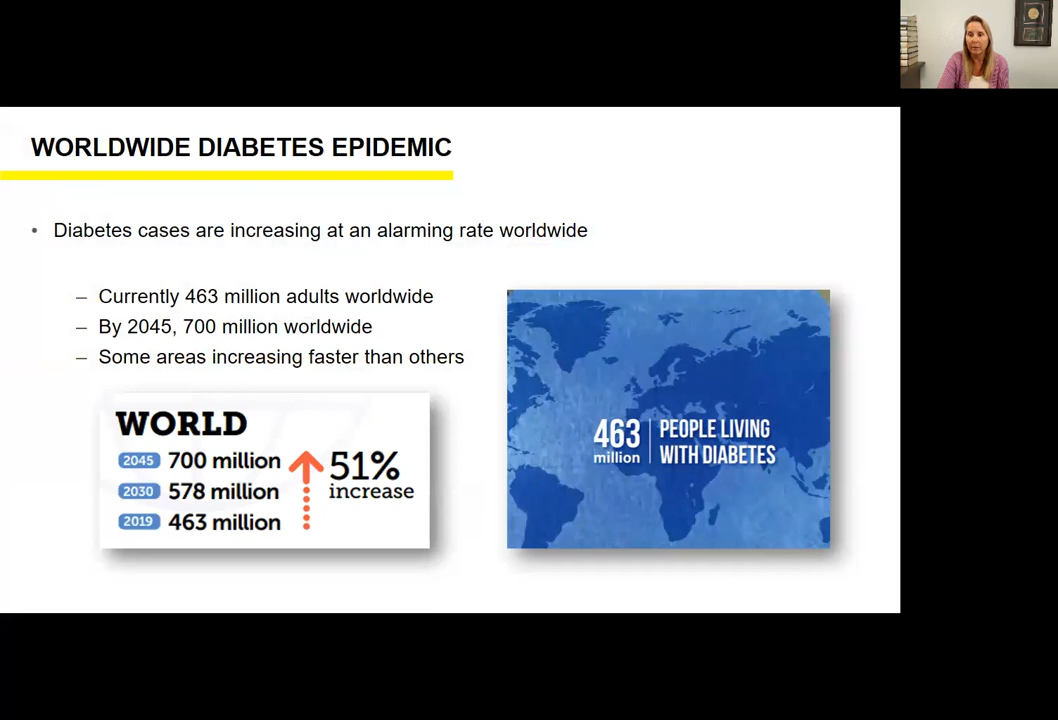 WORLDWIDE DIABETES EPIDEMIC
• Diabetes cases are increasing at an alarming rate worldwide
– Currently 463 million adults worldwide
– By 2045, 700 million worldwide
– Some areas increasing faster than others
WORLD
2045 700 million
2030 578 million
2019 463 million
51%
increase
463
million
PEOPLE LIVING
WITH DIABETES